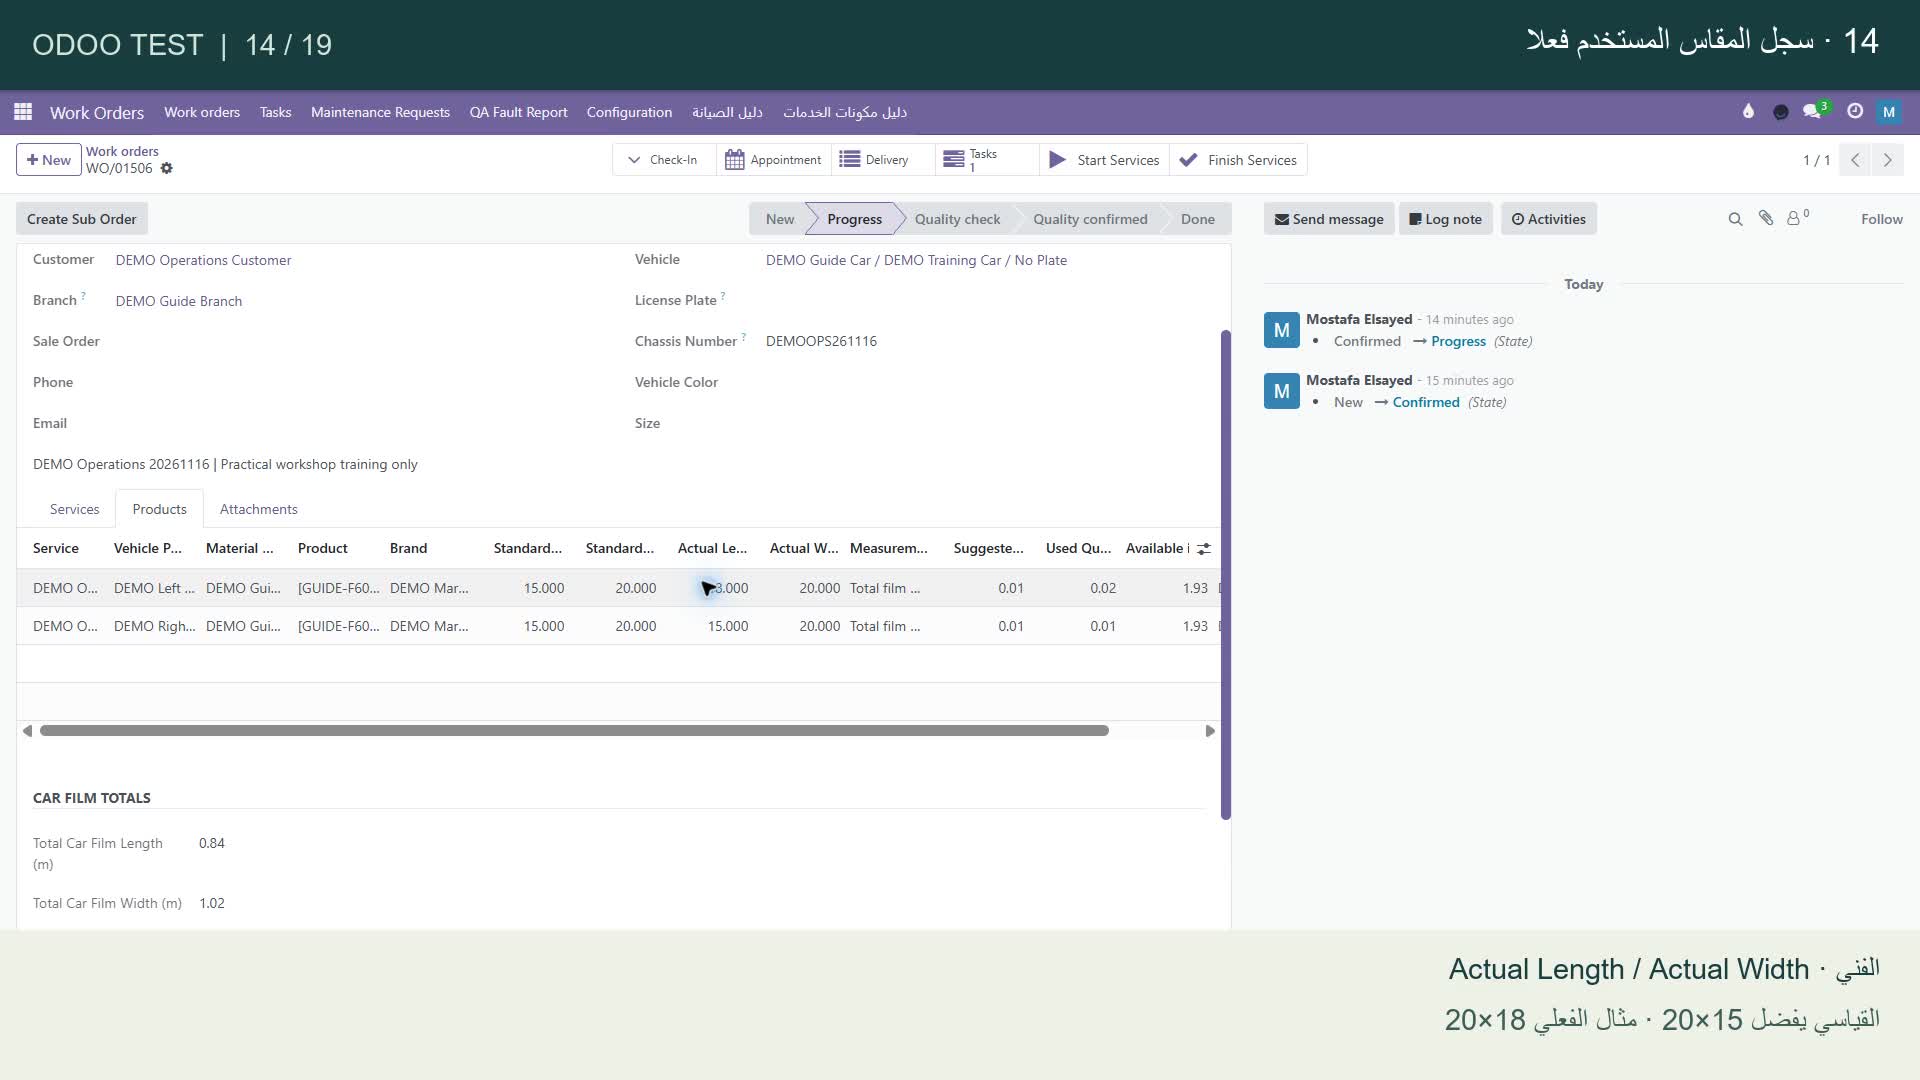 ODOO TEST | 14 / 19
14 · سجل المقاس المستخدم فعلا
Work Orders Work orders Tasks Maintenance Requests QA Fault Report Configuration دليل الصيانة دليل مكونات الخدمات 3 M
New
Work orders
WO/01506
Check-In Appointment Delivery Tasks 1 Start Services Finish Services
1 / 1
Create Sub Order
New Progress Quality check Quality confirmed Done
Send message Log note Activities 0 Follow
Customer DEMO Operations Customer
Vehicle DEMO Guide Car / DEMO Training Car / No Plate
Branch ? DEMO Guide Branch
License Plate ?
Sale Order
Chassis Number ? DEMOOPS261116
Phone
Vehicle Color
Email
Size
DEMO Operations 20261116 | Practical workshop training only
Services Products Attachments
Service Vehicle P... Material ... Product Brand Standard... Standard... Actual Le... Actual W... Measurem... Suggeste... Used Qu... Available i
DEMO O... DEMO Left ... DEMO Gui... [GUIDE-F60... DEMO Mar... 15.000 20.000 8.000 20.000 Total film ... 0.01 0.02 1.93
DEMO O... DEMO Righ... DEMO Gui... [GUIDE-F60... DEMO Mar... 15.000 20.000 15.000 20.000 Total film ... 0.01 0.01 1.93
CAR FILM TOTALS
Total Car Film Length (m) 0.84
Total Car Film Width (m) 1.02
Today
M Mostafa Elsayed - 14 minutes ago
• Confirmed → Progress (State)
M Mostafa Elsayed - 15 minutes ago
• New → Confirmed (State)
الفني · Actual Length / Actual Width
القياسي يفضل 15×20 · مثال الفعلي 18×20